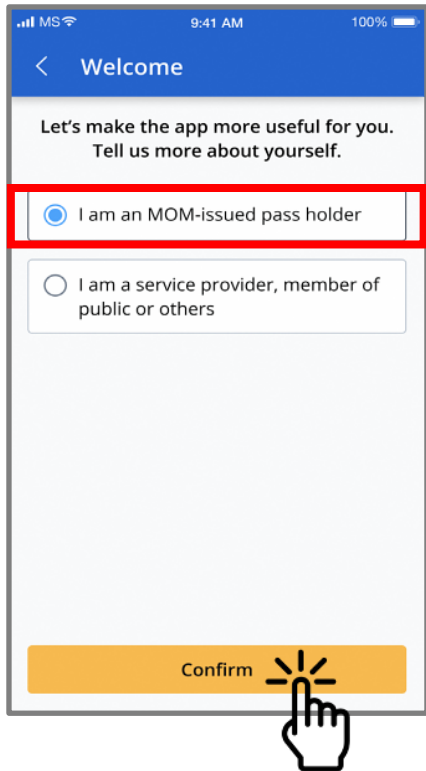 MS 9:41 AM 100%
Welcome
Let's make the app more useful for you.
Tell us more about yourself.
I am an MOM-issued pass holder
I am a service provider, member of
public or others
Confirm